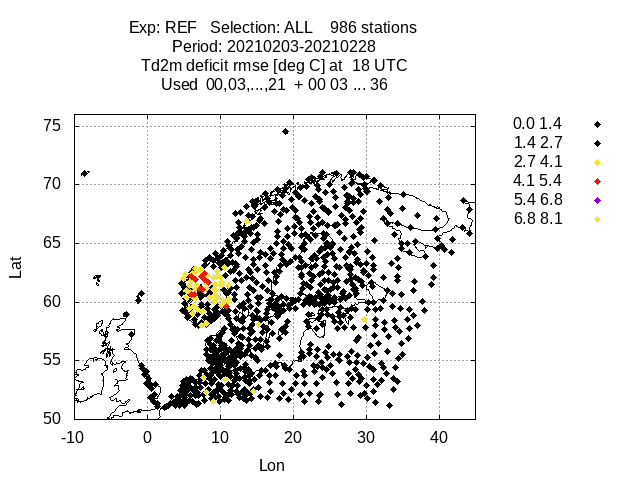 Exp: REF   Selection: ALL    986 stations
Period: 20210203-20210228
Td2m deficit rmse [deg C] at  18 UTC
Used  00,03,...,21  + 00 03 ... 36
75
70
65
60
55
50
-10 0 10 20 30 40
Lat
Lon
0.0 1.4
1.4 2.7
2.7 4.1
4.1 5.4
5.4 6.8
6.8 8.1